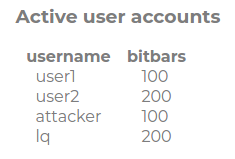 Active user accounts
username bitbars
user1 100
user2 200
attacker 100
lq 200